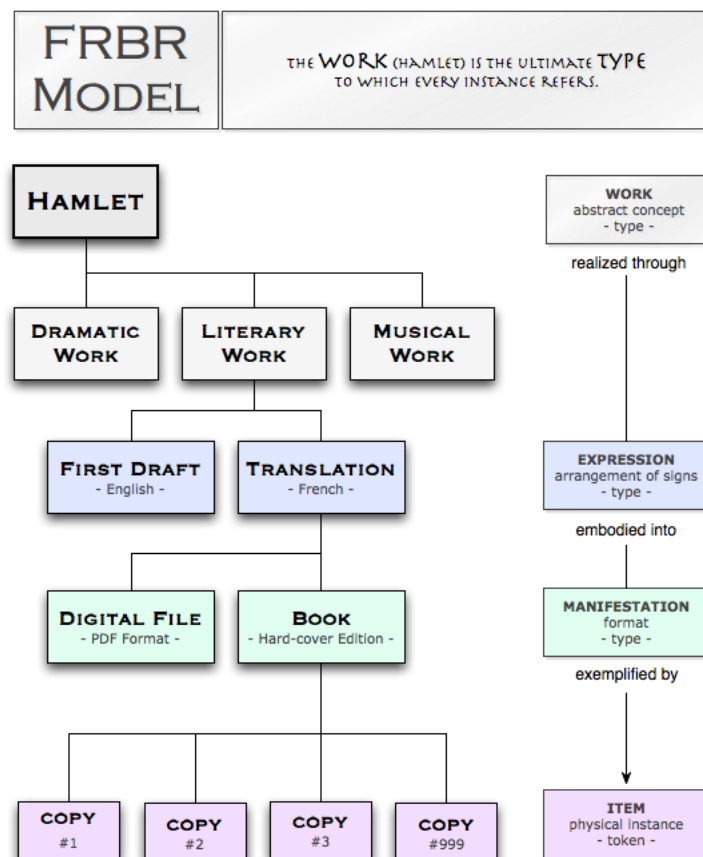 FRBR
MODEL
THE WORK (HAMLET) IS THE ULTIMATE TYPE
TO WHICH EVERY INSTANCE REFERS.
HAMLET
DRAMATIC
WORK
LITERARY
WORK
MUSICAL
WORK
FIRST DRAFT
- English -
TRANSLATION
- French -
DIGITAL FILE
- PDF Format -
BOOK
- Hard-cover Edition -
COPY
#1
COPY
#2
COPY
#3
COPY
#999
WORK
abstract concept
- type -
realized through
EXPRESSION
arrangement of signs
- type -
embodied into
MANIFESTATION
format
- type -
exemplified by
ITEM
physical instance
- token -